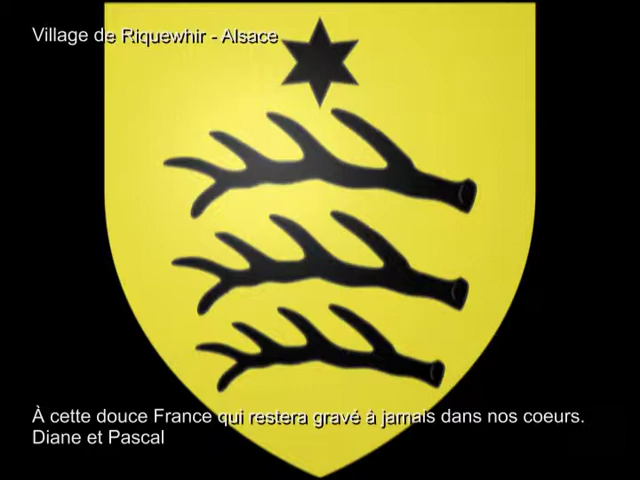 Village de Riquewhir - Alsace
À cette douce France qui restera gravé à jamais dans nos coeurs.
Diane et Pascal